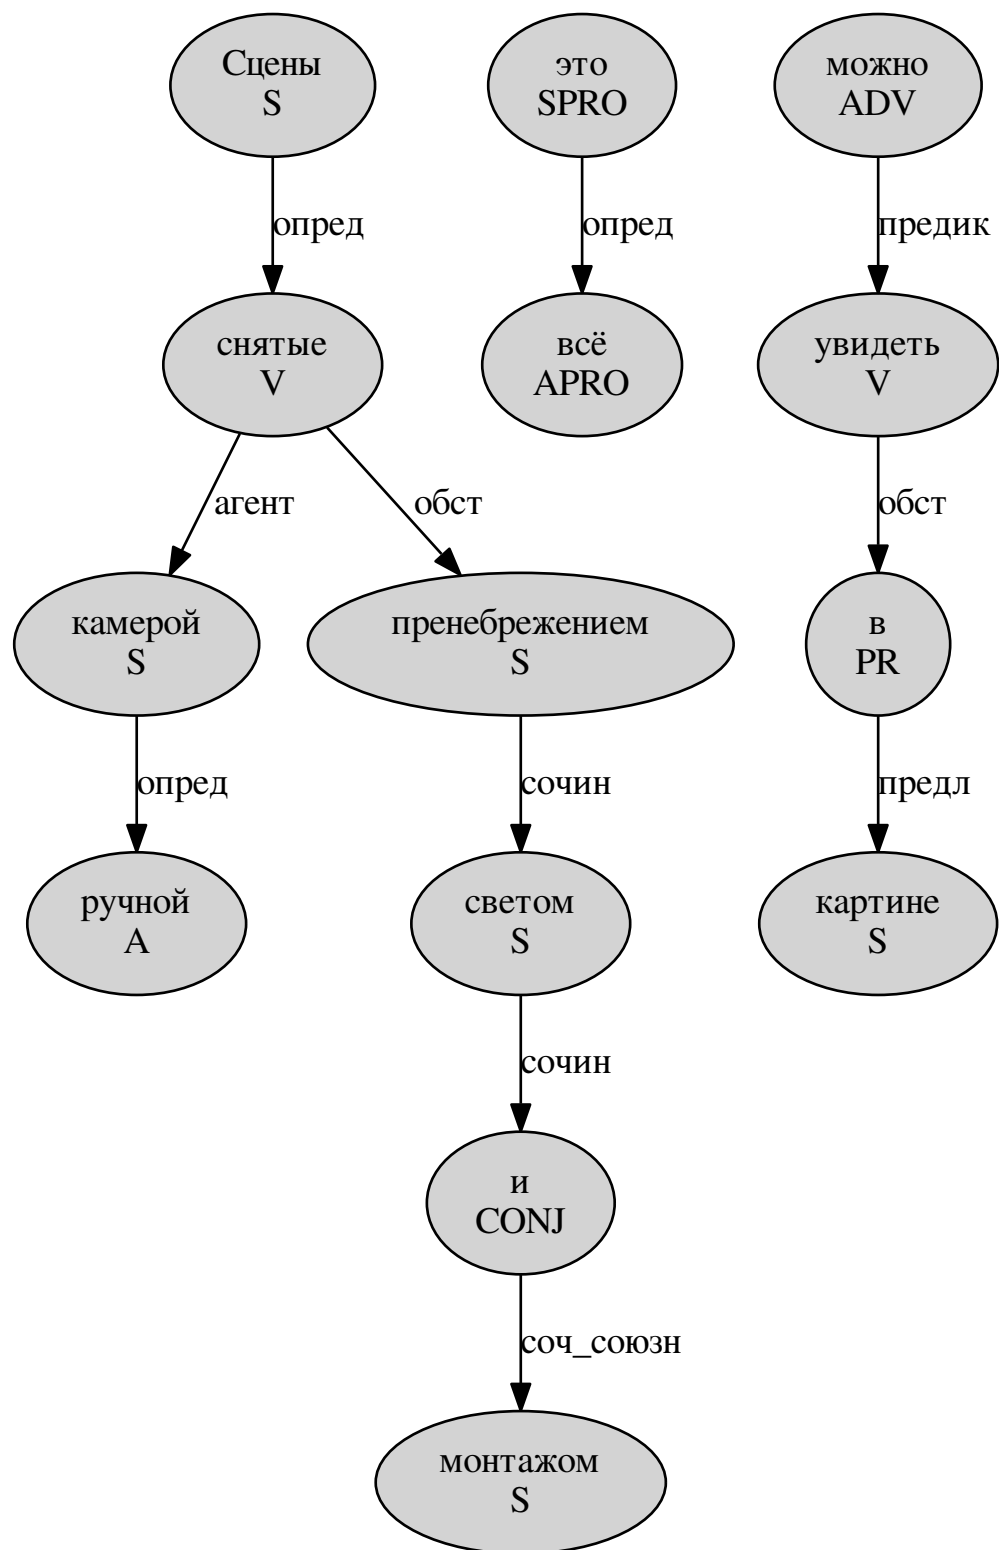 Сцены
S
это
SPRO
можно
ADV
опред
опред
предик
снятые
V
всё
APRO
увидеть
V
агент
обст
обст
камерой
S
пренебрежением
S
в
PR
опред
сочин
предл
ручной
A
светом
S
картине
S
сочин
и
CONJ
соч_союзн
монтажом
S